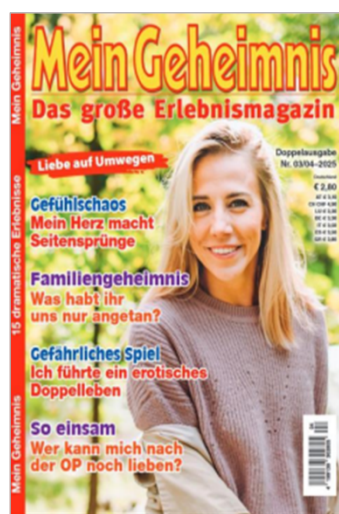 Mein Geheimnis
Das große Erlebnismagazin
Liebe auf Umwegen
Doppelausgabe
Nr. 03/04–2025
Deutschland
€ 2,80
Gefühlschaos
Mein Herz macht
Seitensprünge
Familiengeheimnis
Was habt ihr
uns nur angetan?
Gefährliches Spiel
Ich führte ein erotisches
Doppelleben
So einsam
Wer kann mich nach
der OP noch lieben?
Mein Geheimnis
15 dramatische Erlebnisse
Mein Geheimnis